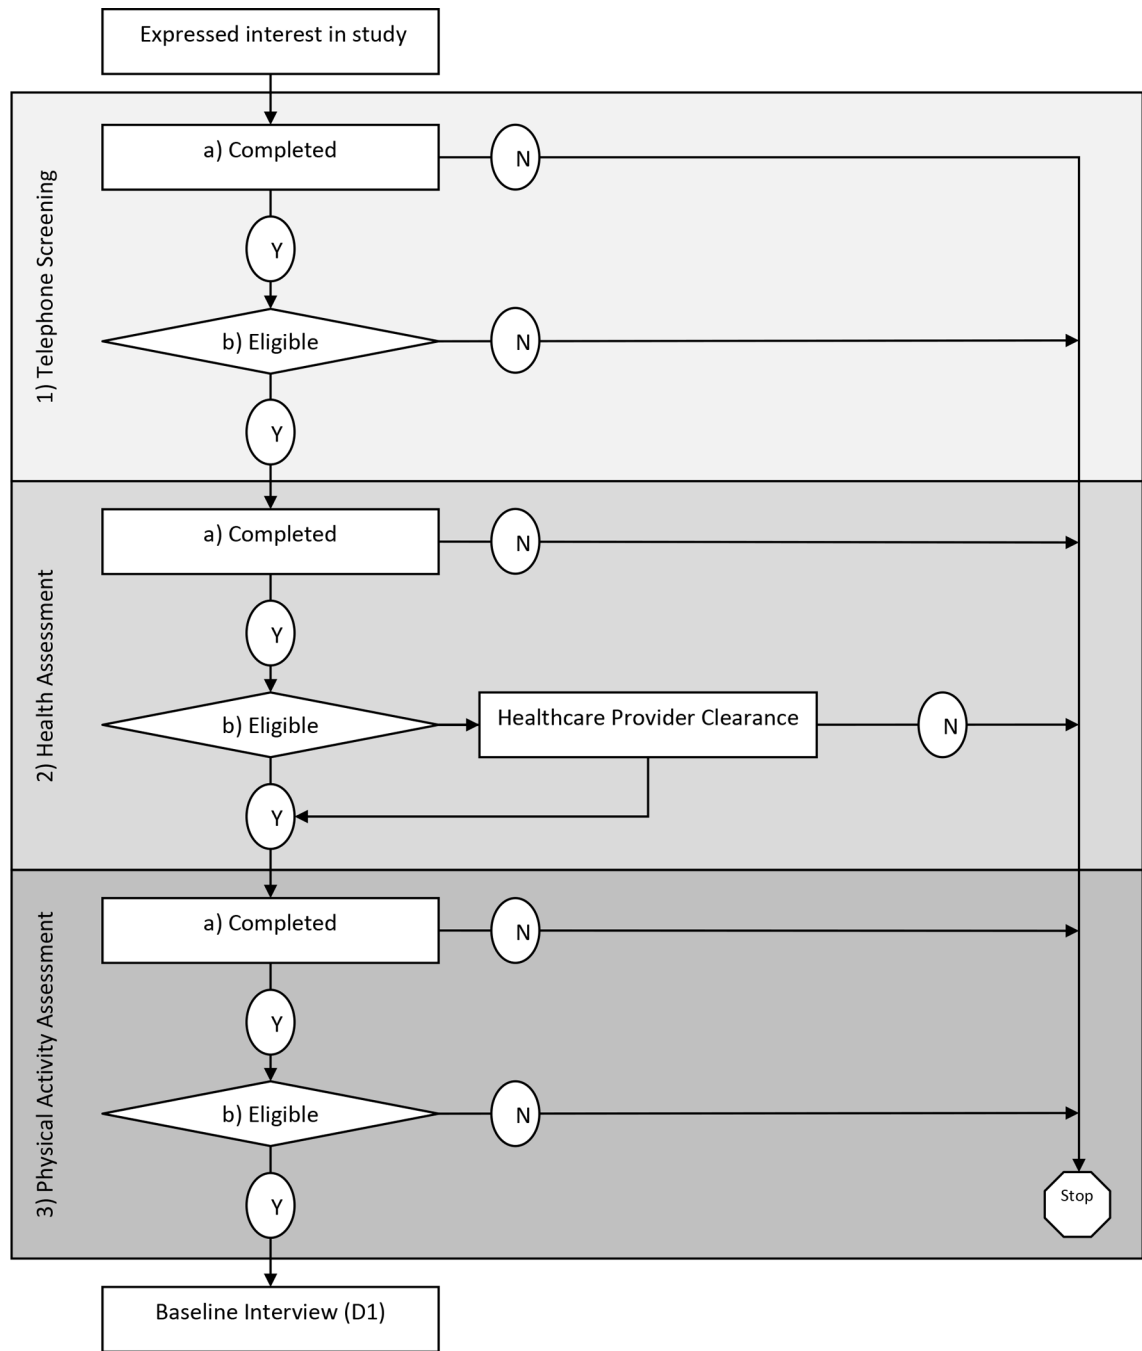 Expressed interest in study
1) Telephone Screening
a) Completed
N
Y
b) Eligible
N
Y
2) Health Assessment
a) Completed
N
Y
b) Eligible
Healthcare Provider Clearance
N
Y
3) Physical Activity Assessment
a) Completed
N
Y
b) Eligible
N
Y
Stop
Baseline Interview (D1)